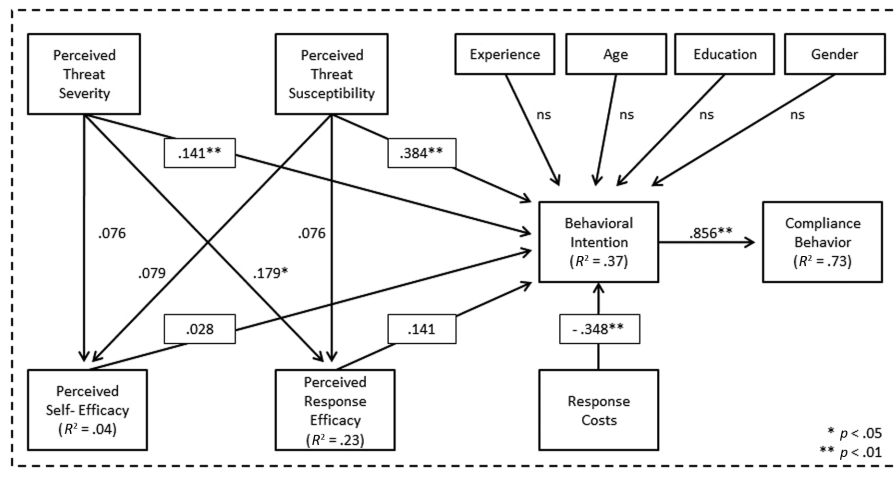 Perceived
Threat
Severity
Perceived
Threat
Susceptibility
Experience
Age
Education
Gender
ns
ns
ns
ns
.141**
.384**
Behavioral
Intention
(R² = .37)
.856**
Compliance
Behavior
(R² = .73)
.076
.079
.179*
.076
.028
.141
- .348**
Perceived
Self- Efficacy
(R² = .04)
Perceived
Response
Efficacy
(R² = .23)
Response
Costs
* p < .05
** p < .01